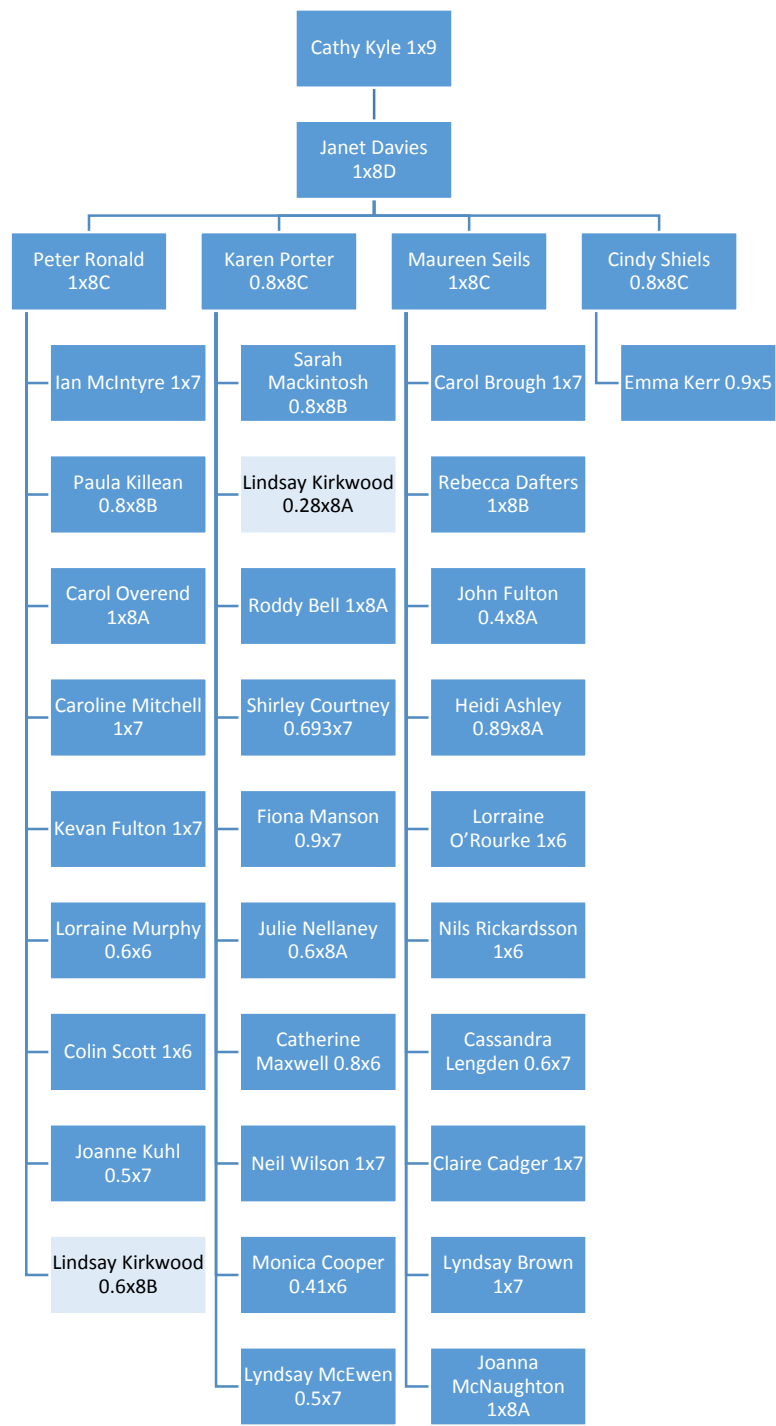 Cathy Kyle 1x9
Janet Davies
1x8D
Peter Ronald
1x8C
Karen Porter
0.8x8C
Maureen Seils
1x8C
Cindy Shiels
0.8x8C
Ian McIntyre 1x7
Paula Killean
0.8x8B
Carol Overend
1x8A
Caroline Mitchell
1x7
Kevan Fulton 1x7
Lorraine Murphy
0.6x6
Colin Scott 1x6
Joanne Kuhl
0.5x7
Lindsay Kirkwood
0.6x8B
Sarah
Mackintosh
0.8x8B
Lindsay Kirkwood
0.28x8A
Roddy Bell 1x8A
Shirley Courtney
0.693x7
Fiona Manson
0.9x7
Julie Nellaney
0.6x8A
Catherine
Maxwell 0.8x6
Neil Wilson 1x7
Monica Cooper
0.41x6
Lyndsay McEwen
0.5x7
Carol Brough 1x7
Rebecca Dafters
1x8B
John Fulton
0.4x8A
Heidi Ashley
0.89x8A
Lorraine
O’Rourke 1x6
Nils Rickardsson
1x6
Cassandra
Lengden 0.6x7
Claire Cadger 1x7
Lyndsay Brown
1x7
Joanna
McNaughton
1x8A
Emma Kerr 0.9x5